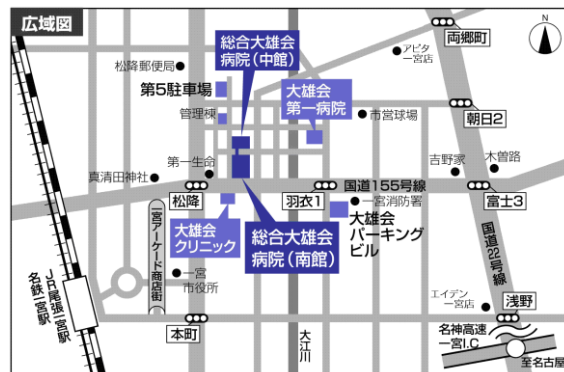 広域図
N
両郷町
アピタ
一宮店
総合大雄会
病院(中館)
松降郵便局
第5駐車場
管理棟
大雄会
第一病院
市営球場
朝日2
第一生命
真清田神社
吉野家
木曽路
松降
羽衣1
国道155号線
富士3
一宮消防署
大雄会
クリニック
総合大雄会
病院(南館)
大雄会
パーキング
ビル
一宮アーケード商店街
国道22号線
一宮
市役所
JR尾張一宮駅
名鉄一宮駅
エイデン
一宮店
浅野
本町
大江川
名神高速
一宮I.C
至名古屋